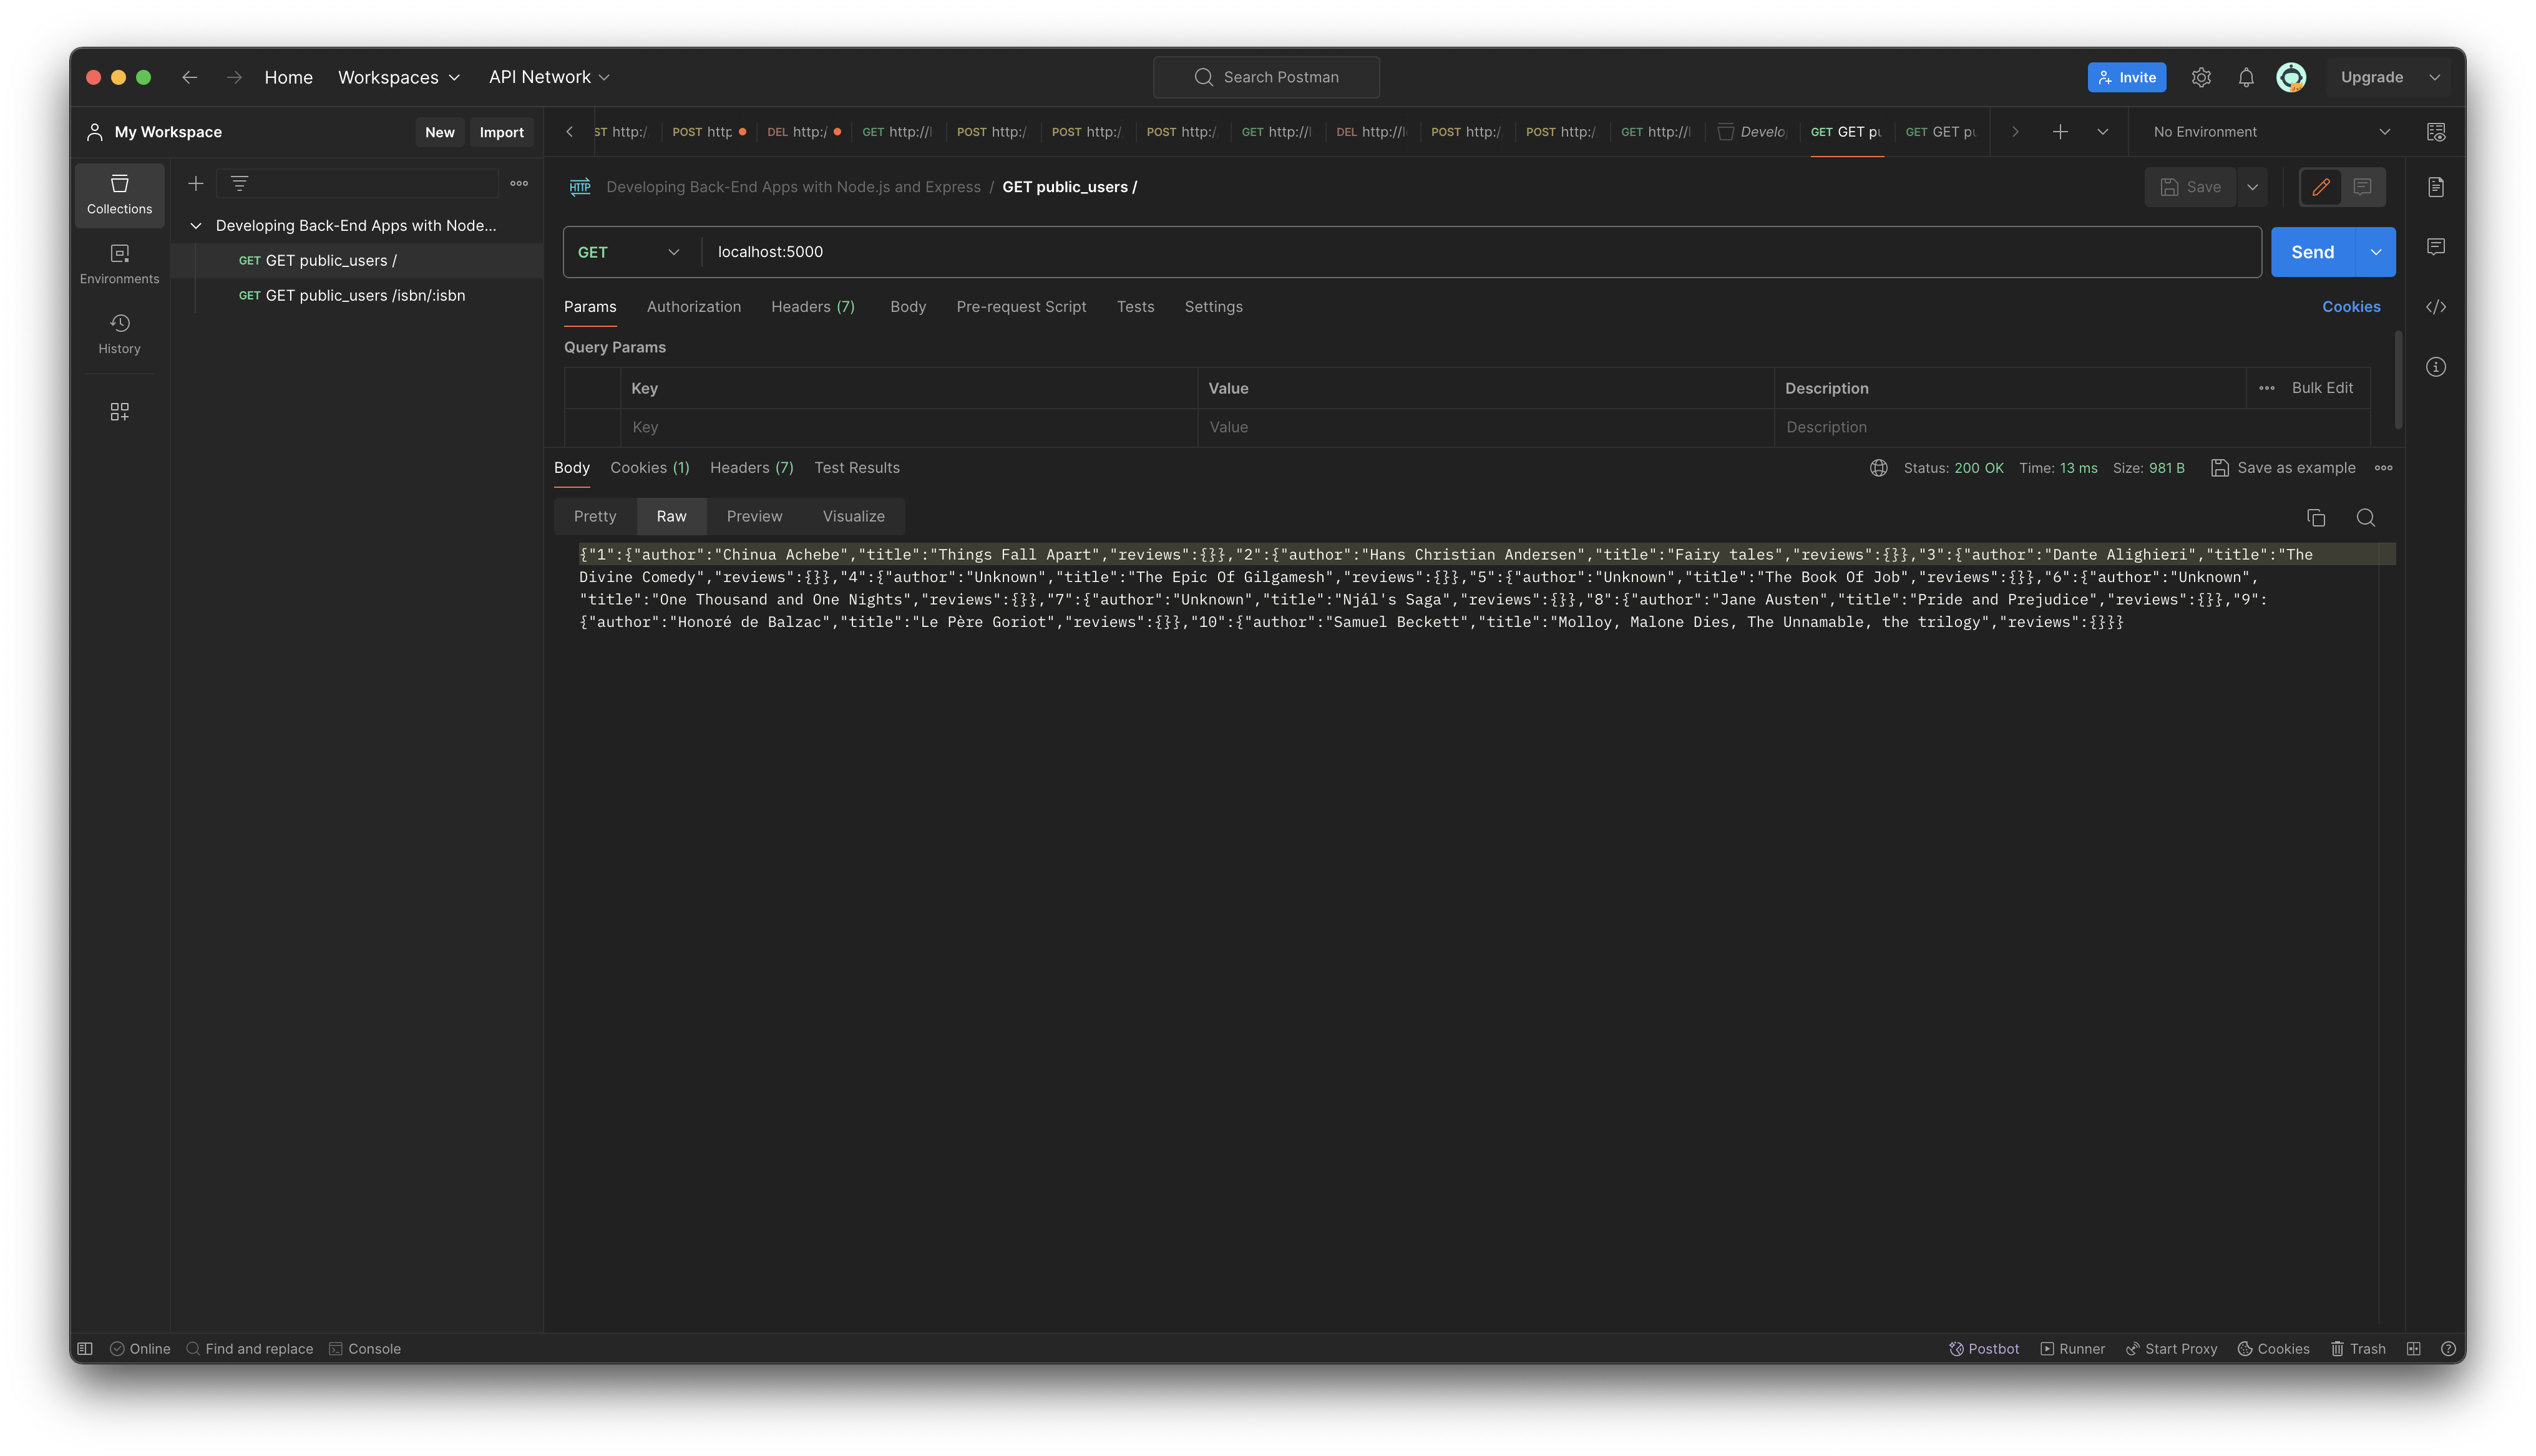 Home Workspaces API Network Search Postman Invite Upgrade
My Workspace New Import
ST http:/ POST http DEL http:/ GET http:// POST http:/ POST http:/ POST http:/ GET http:// DEL http:// POST http:/ POST http:/ GET http:// Develo GET GET pu GET GET pu No Environment
Collections
Environments
History
Developing Back-End Apps with Node...
GET GET public_users /
GET GET public_users /isbn/:isbn
HTTP Developing Back-End Apps with Node.js and Express / GET public_users / Save
GET localhost:5000 Send
Params Authorization Headers (7) Body Pre-request Script Tests Settings Cookies
Query Params
Key Value Description Bulk Edit
Key Value Description
Body Cookies (1) Headers (7) Test Results Status: 200 OK Time: 13 ms Size: 981 B Save as example
Pretty Raw Preview Visualize
{"1":{"author":"Chinua Achebe","title":"Things Fall Apart","reviews":{}},"2":{"author":"Hans Christian Andersen","title":"Fairy tales","reviews":{}},"3":{"author":"Dante Alighieri","title":"The
Divine Comedy","reviews":{}},"4":{"author":"Unknown","title":"The Epic Of Gilgamesh","reviews":{}},"5":{"author":"Unknown","title":"The Book Of Job","reviews":{}},"6":{"author":"Unknown",
"title":"One Thousand and One Nights","reviews":{}},"7":{"author":"Unknown","title":"Njál's Saga","reviews":{}},"8":{"author":"Jane Austen","title":"Pride and Prejudice","reviews":{}},"9":
{"author":"Honoré de Balzac","title":"Le Père Goriot","reviews":{}},"10":{"author":"Samuel Beckett","title":"Molloy, Malone Dies, The Unnamable, the trilogy","reviews":{}}}
Online Find and replace Console Postbot Runner Start Proxy Cookies Trash